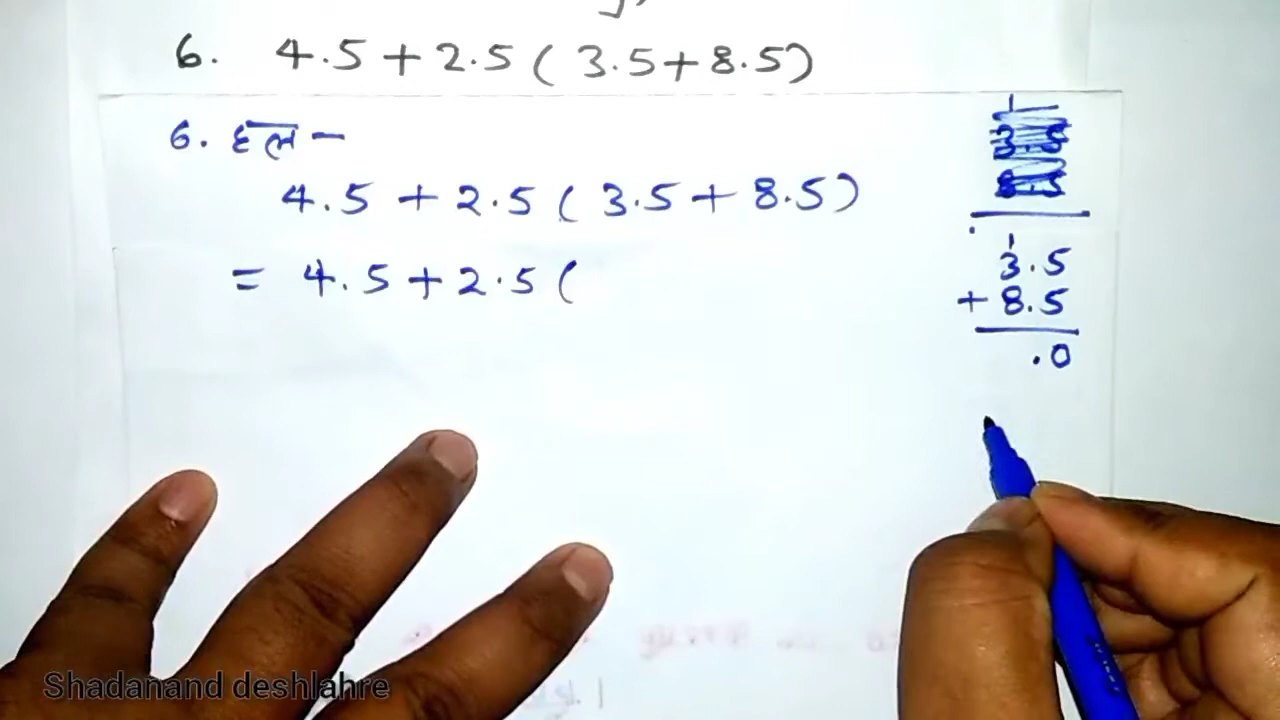 6. 4.5 + 2.5 ( 3.5 + 8.5 )
6. हल –
4.5 + 2.5 ( 3.5 + 8.5 )
= 4.5 + 2.5 (
1
3.5
+ 8.5
.0
Shadanand deshlahre